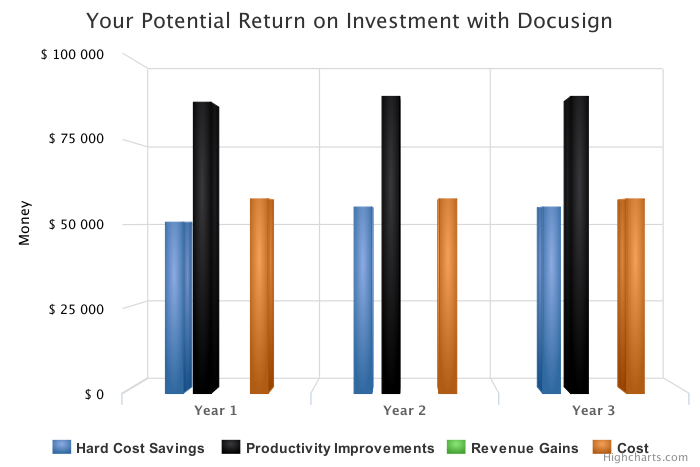 Your Potential Return on Investment with Docusign
$ 100 000
$ 75 000
$ 50 000
$ 25 000
$ 0
Money
Year 1
Year 2
Year 3
Hard Cost Savings
Productivity Improvements
Revenue Gains
Cost
Highcharts.com